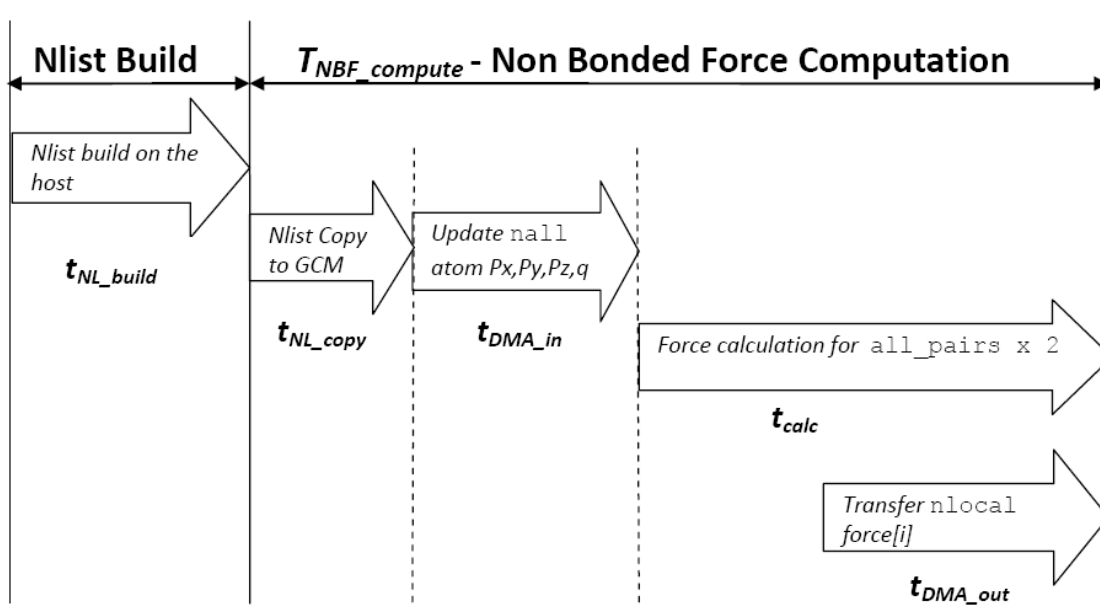 Nlist Build
T_NBF_compute - Non Bonded Force Computation
Nlist build on the
host
t_NL_build
Nlist Copy
to GCM
t_NL_copy
Update nall
atom Px,Py,Pz,q
t_DMA_in
Force calculation for all_pairs x 2
t_calc
Transfer nlocal
force[i]
t_DMA_out